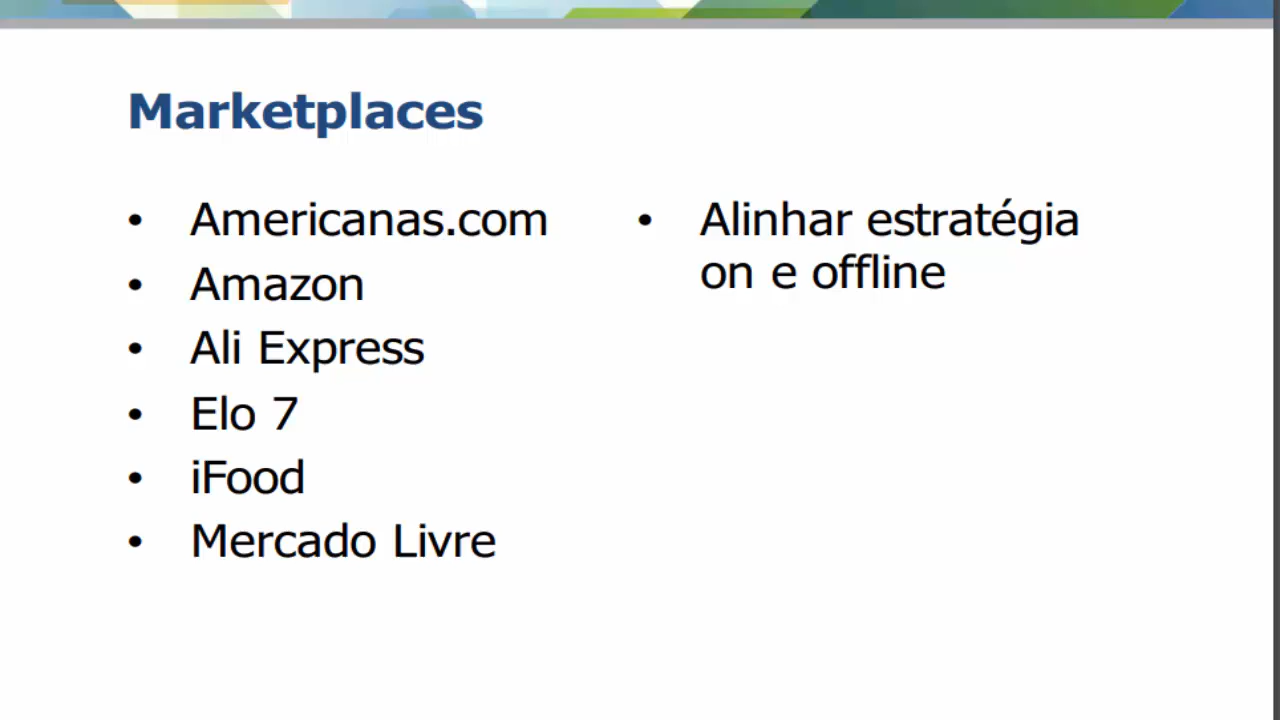 Marketplaces
• Americanas.com
• Amazon
• Ali Express
• Elo 7
• iFood
• Mercado Livre
• Alinhar estratégia
on e offline